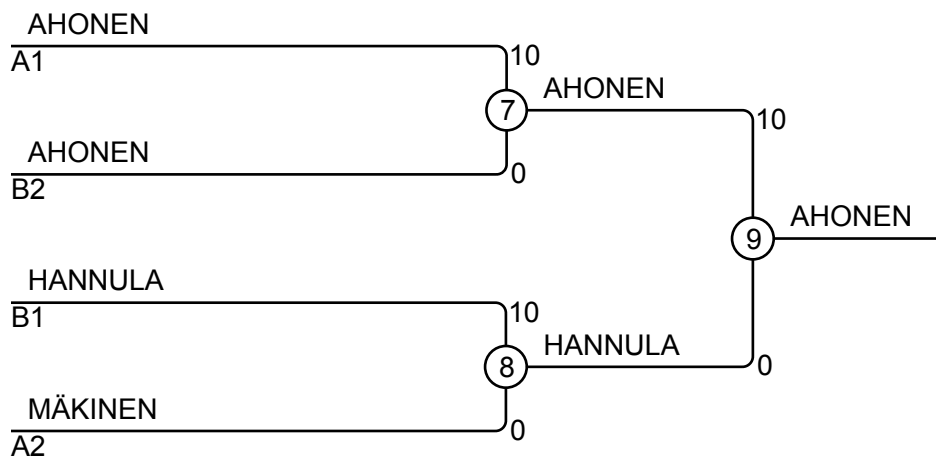 AHONEN
A1
10
7
AHONEN
AHONEN
B2
0
10
9
AHONEN
HANNULA
B1
10
8
HANNULA
0
MÄKINEN
A2
0